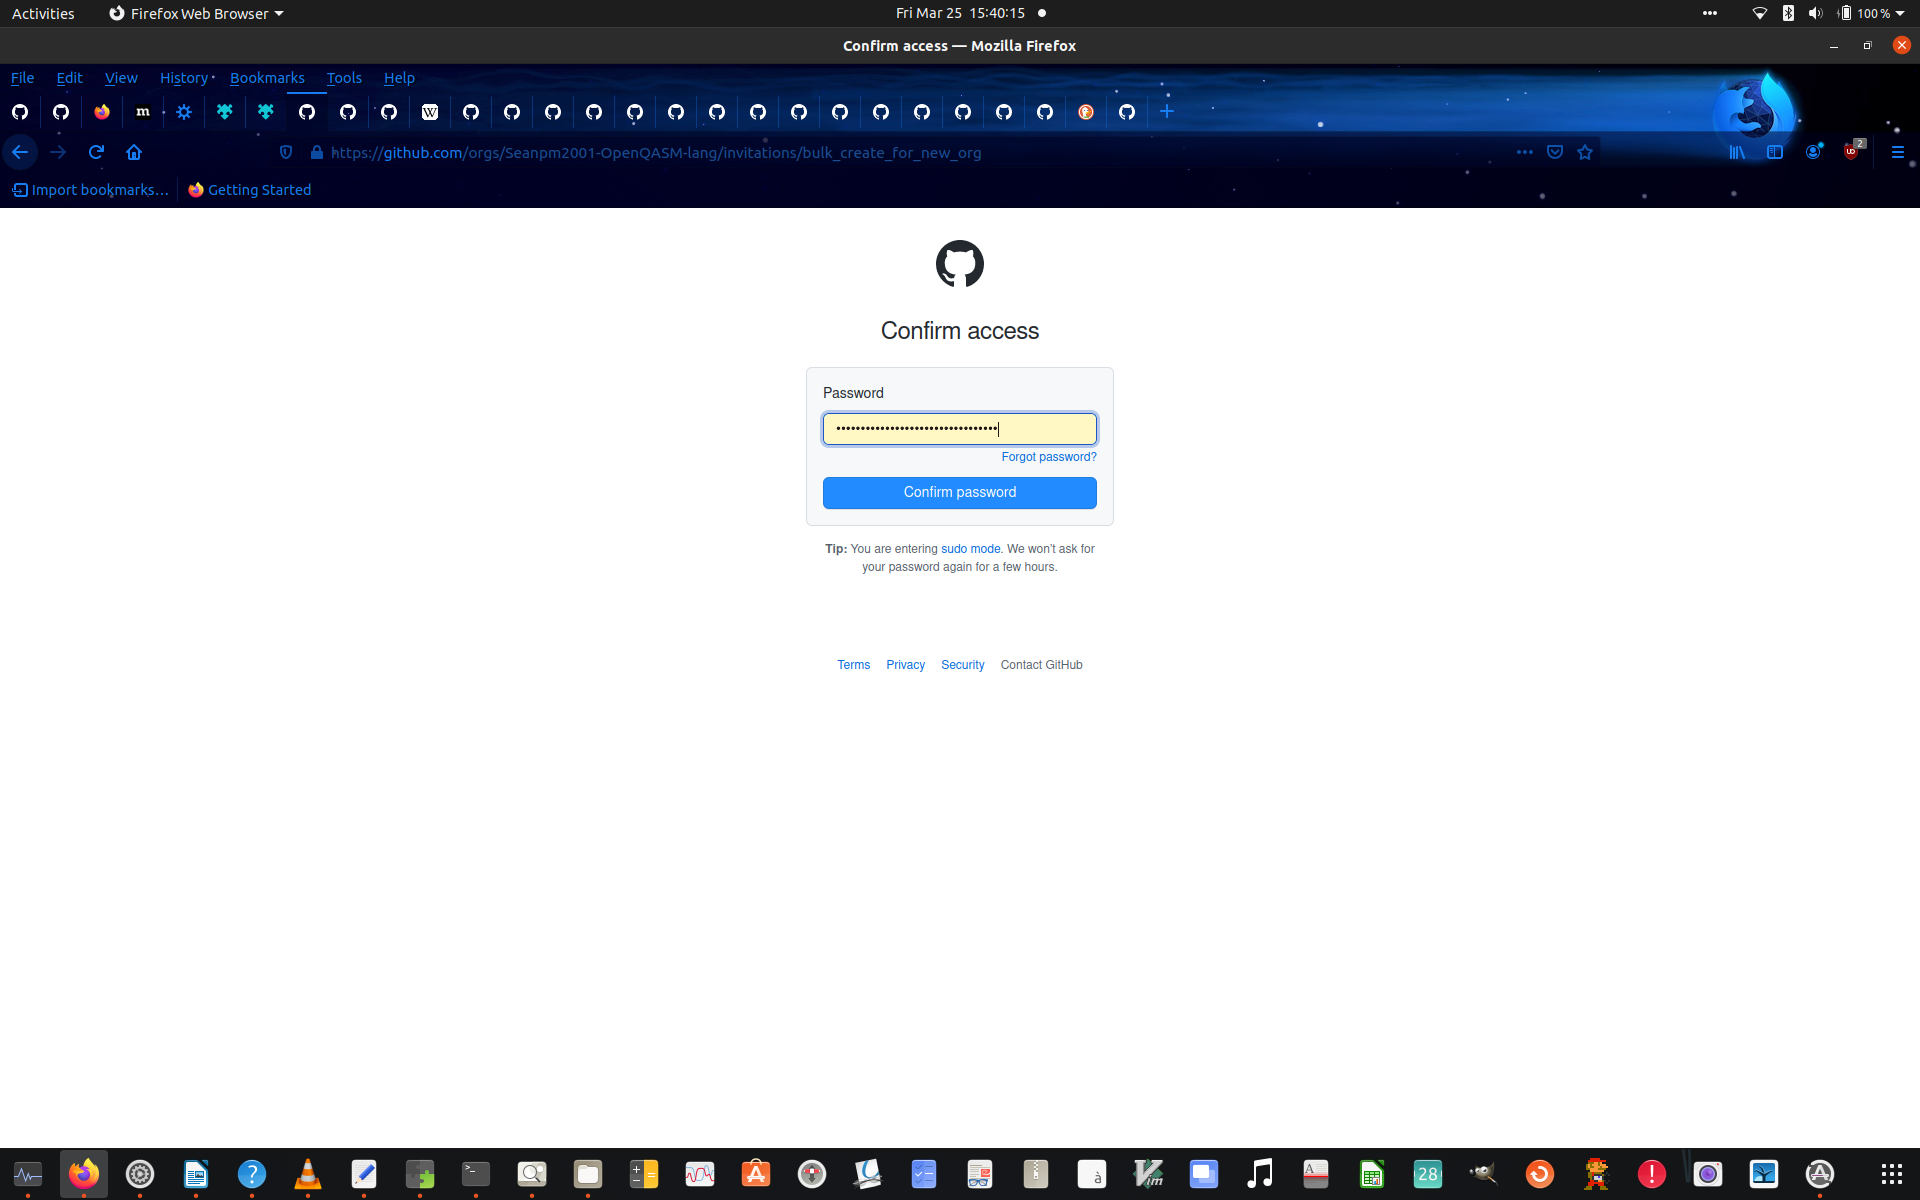 Activities
Firefox Web Browser
Fri Mar 25 15:40:15
100 %
Confirm access — Mozilla Firefox
File Edit View History Bookmarks Tools Help
m
W
https://github.com/orgs/Seanpm2001-OpenQASM-lang/invitations/bulk_create_for_new_org
2
Import bookmarks…
Getting Started
Confirm access
Password
••••••••••••••••••••••••••••••••
Forgot password?
Confirm password
Tip: You are entering sudo mode. We won't ask for
your password again for a few hours.
Terms Privacy Security Contact GitHub
?
>_
à
Vim
A
28
!